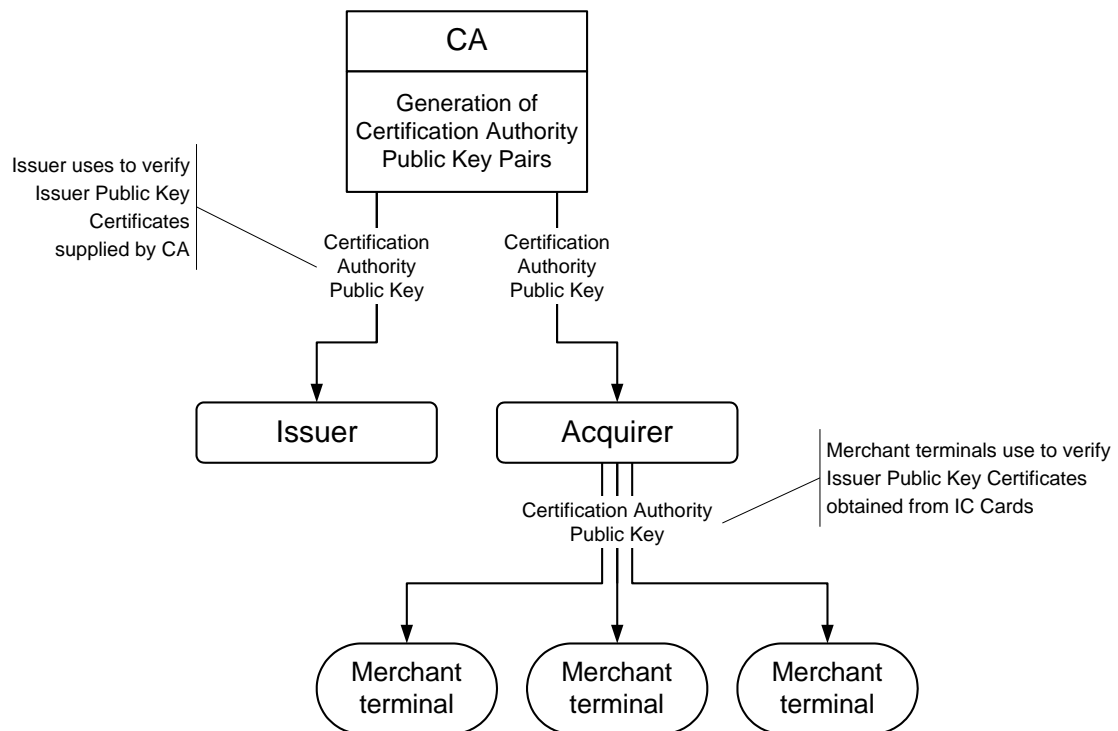 CA
Generation of
Certification Authority
Public Key Pairs
Issuer uses to verify
Issuer Public Key
Certificates
supplied by CA
Certification
Authority
Public Key
Certification
Authority
Public Key
Issuer
Acquirer
Merchant terminals use to verify
Issuer Public Key Certificates
obtained from IC Cards
Certification Authority
Public Key
Merchant
terminal
Merchant
terminal
Merchant
terminal